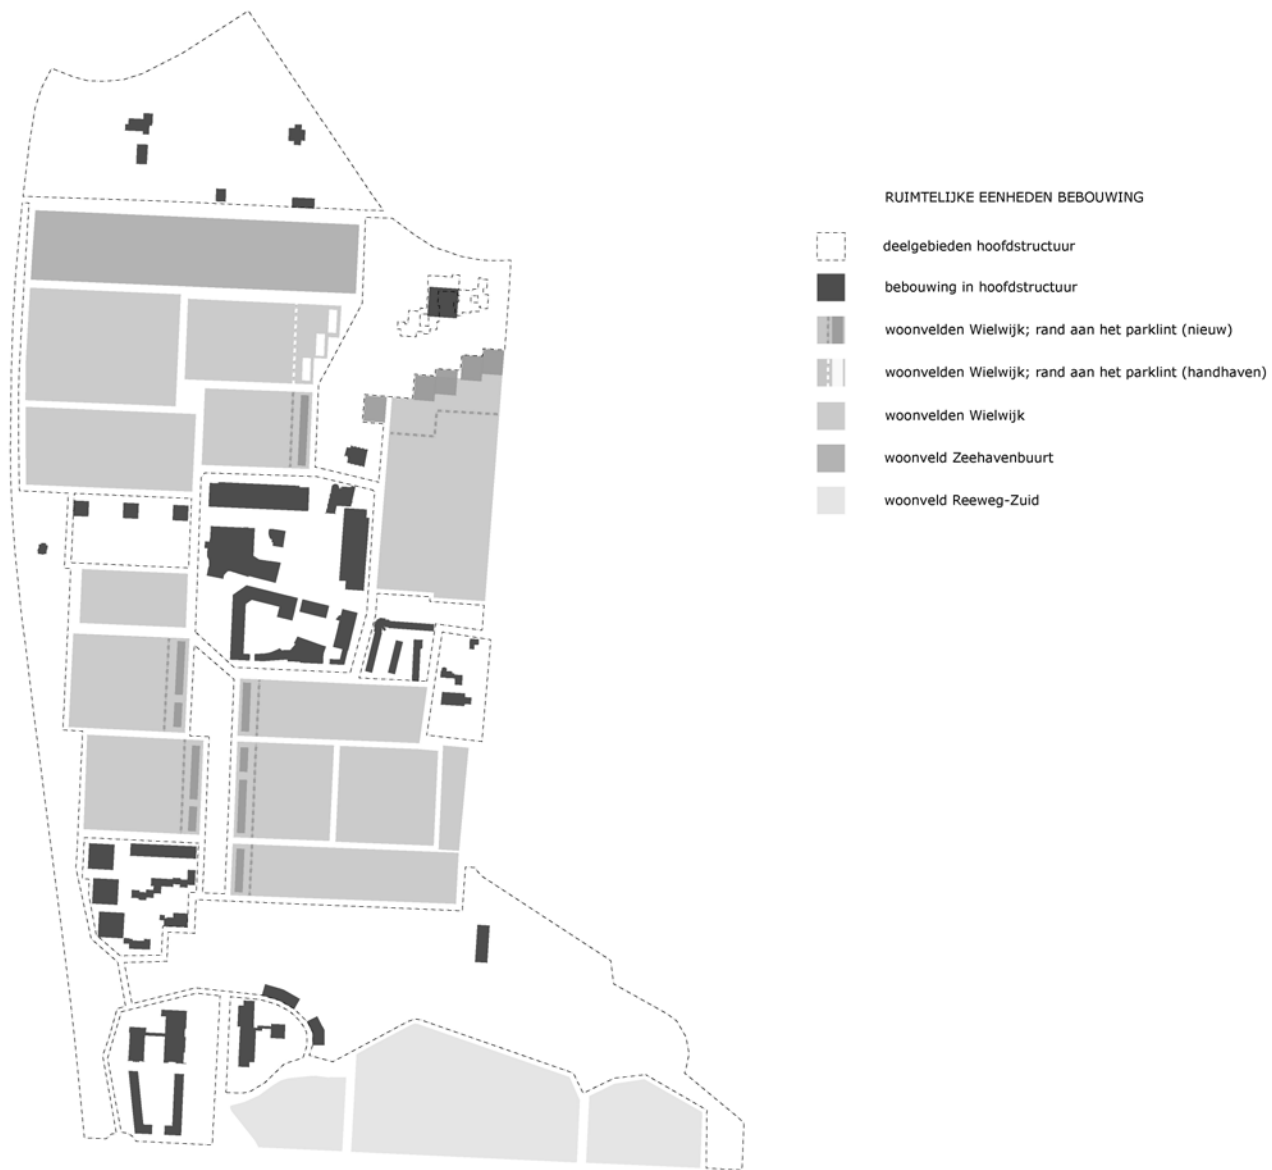 RUIMTELIJKE EENHEDEN BEBOUWING
deelgebieden hoofdstructuur
bebouwing in hoofdstructuur
woonvelden Wielwijk; rand aan het parklint (nieuw)
woonvelden Wielwijk; rand aan het parklint (handhaven)
woonvelden Wielwijk
woonveld Zeehavenbuurt
woonveld Reeweg-Zuid